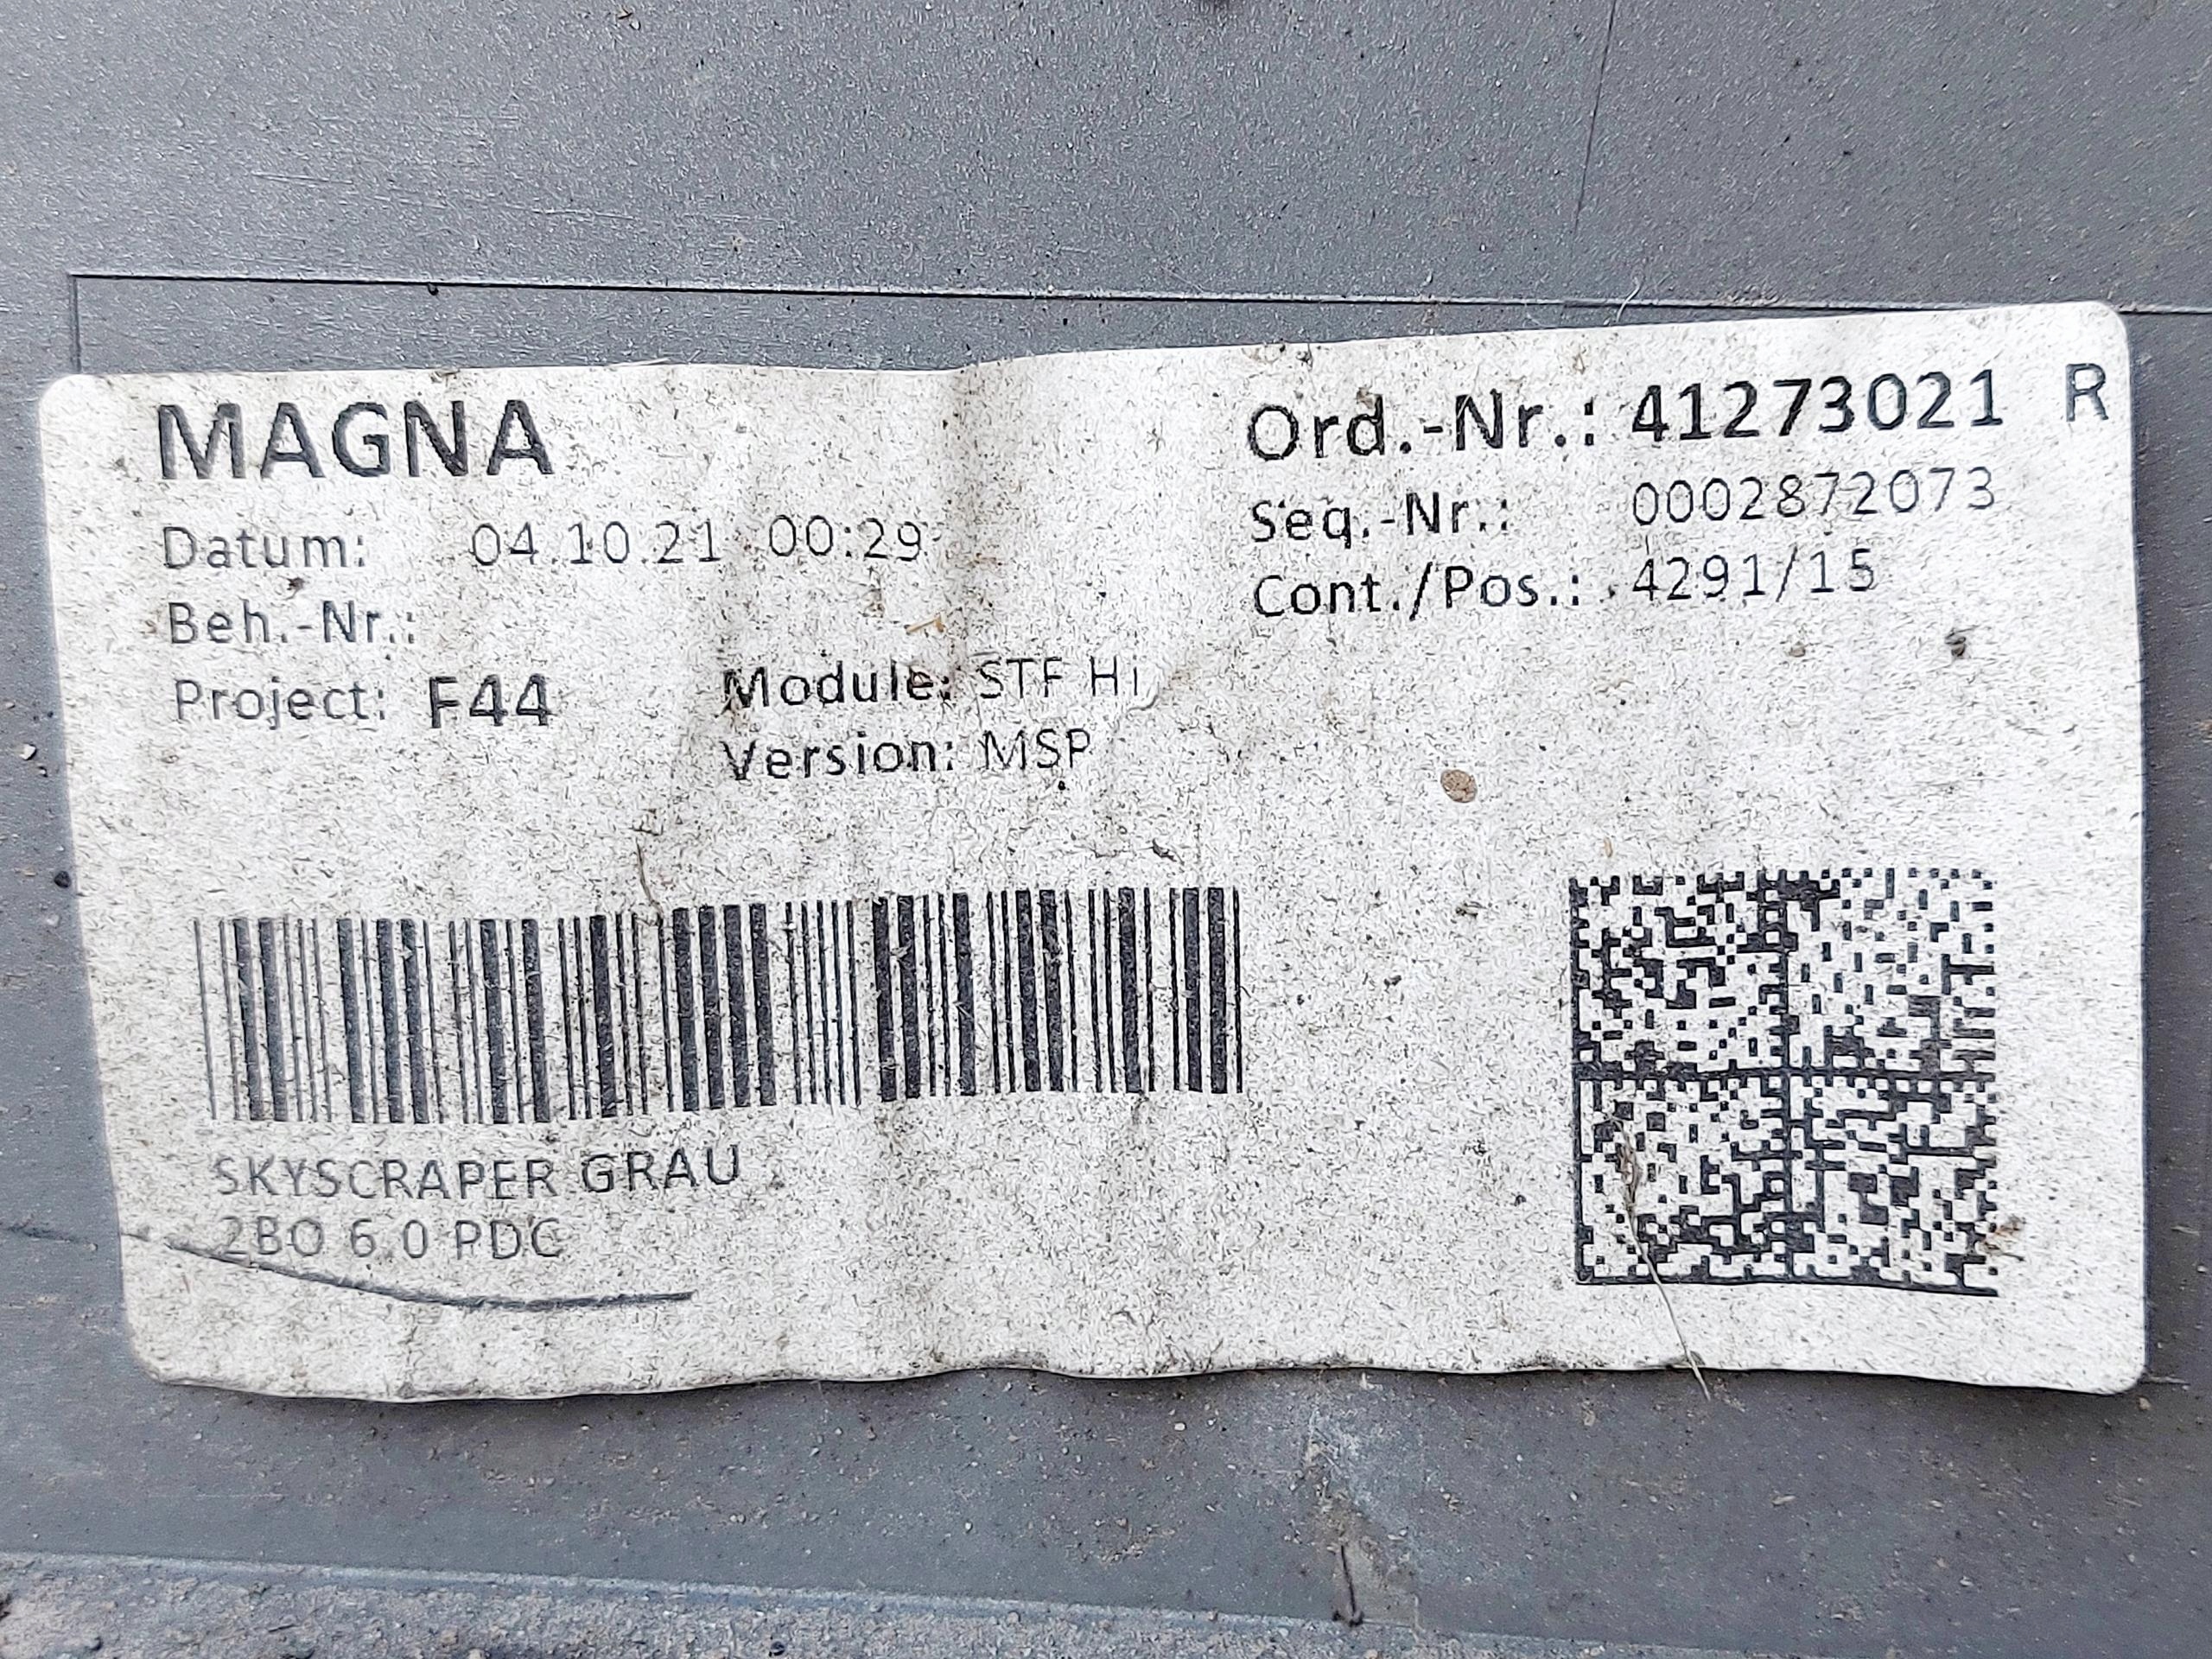 MAGNA
Datum: 04.10.21 00:29
Beh.-Nr.:
Project: F44
Module: STF Hi
Version: MSP
Ord.-Nr.: 41273021 R
Seq.-Nr.: 0002872073
Cont./Pos.: 4291/15
SKYSCRAPER GRAU
2BO 6.0 PDC